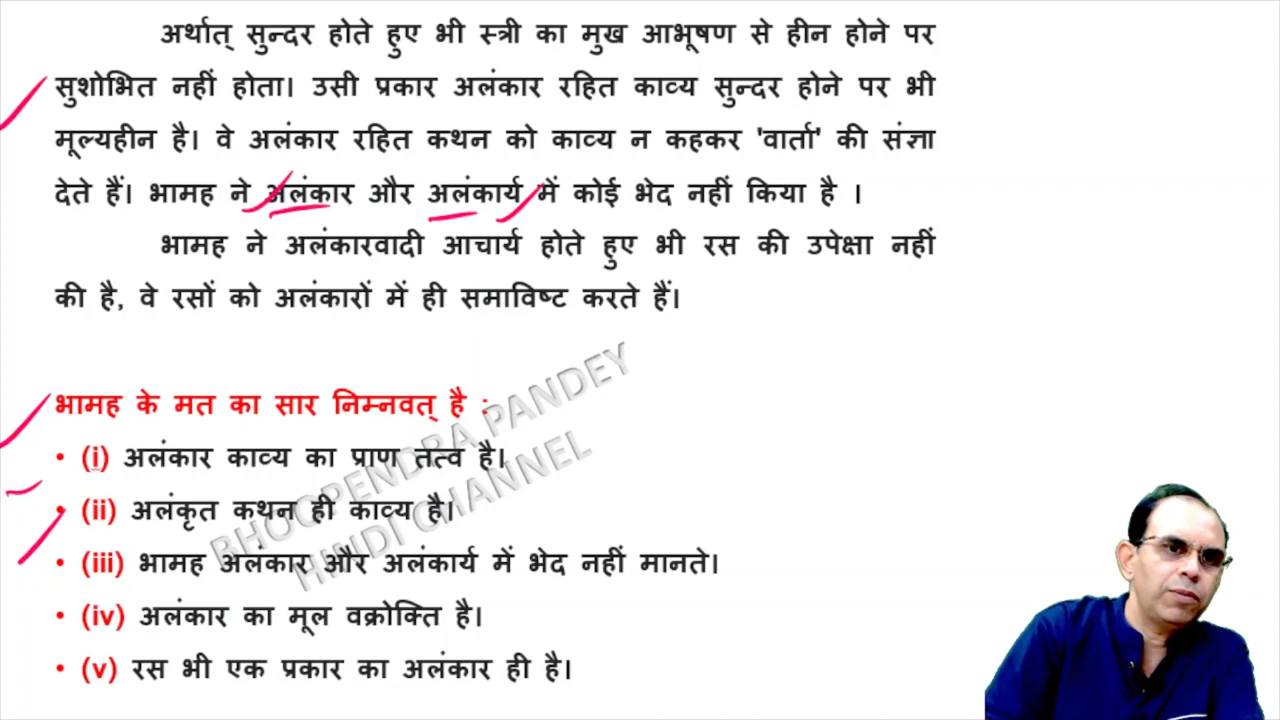 अर्थात् सुन्दर होते हुए भी स्त्री का मुख आभूषण से हीन होने पर
सुशोभित नहीं होता। उसी प्रकार अलंकार रहित काव्य सुन्दर होने पर भी
मूल्यहीन है। वे अलंकार रहित कथन को काव्य न कहकर 'वार्ता' की संज्ञा
देते हैं। भामह ने अलंकार और अलंकार्य में कोई भेद नहीं किया है ।
भामह ने अलंकारवादी आचार्य होते हुए भी रस की उपेक्षा नहीं
की है, वे रसों को अलंकारों में ही समाविष्ट करते हैं।
भामह के मत का सार निम्नवत् है :
• (i) अलंकार काव्य का प्राण तत्व है।
• (ii) अलंकृत कथन ही काव्य है।
• (iii) भामह अलंकार और अलंकार्य में भेद नहीं मानते।
• (iv) अलंकार का मूल वक्रोक्ति है।
• (v) रस भी एक प्रकार का अलंकार ही है।
BHOOPENDRA PANDEY
HINDI CHANNEL